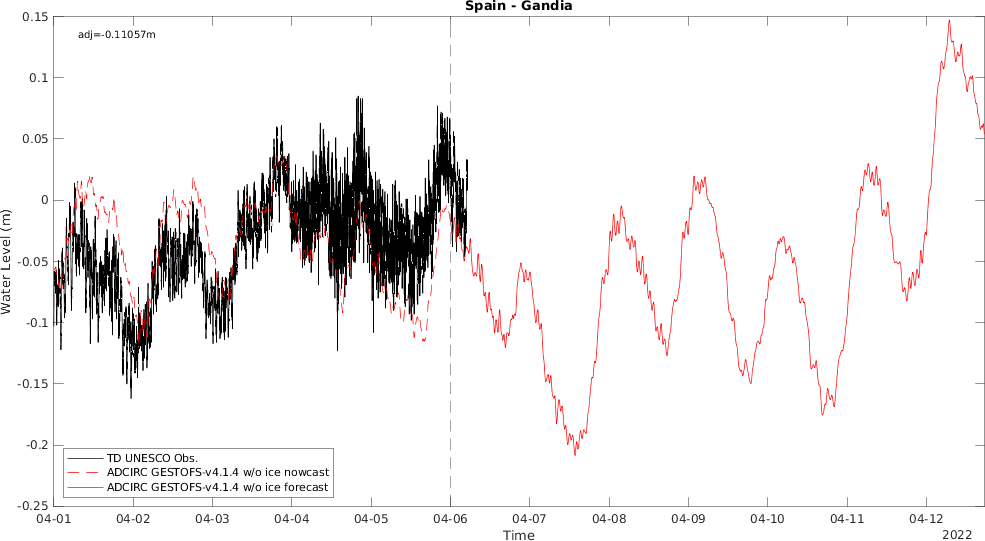 Spain - Gandia
adj=-0.11057m
0.15
0.1
0.05
0
-0.05
-0.1
-0.15
-0.2
-0.25
Water Level (m)
TD UNESCO Obs.
ADCIRC GESTOFS-v4.1.4 w/o ice nowcast
ADCIRC GESTOFS-v4.1.4 w/o ice forecast
04-01 04-02 04-03 04-04 04-05 04-06 04-07 04-08 04-09 04-10 04-11 04-12
Time
2022